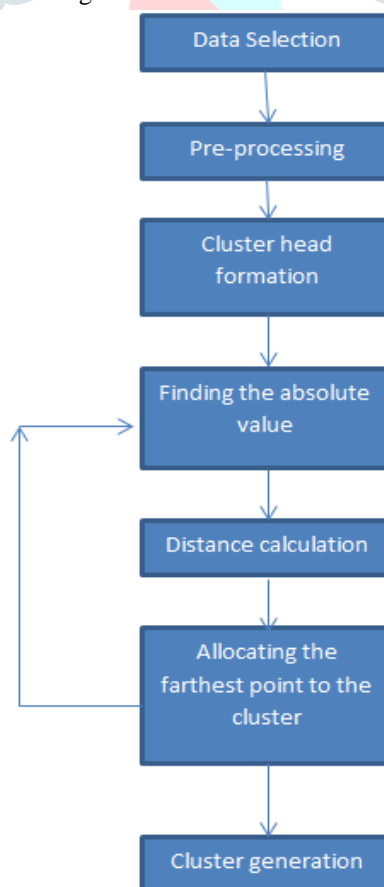 Data Selection
Pre-processing
Cluster head
formation
Finding the absolute
value
Distance calculation
Allocating the
farthest point to the
cluster
Cluster generation